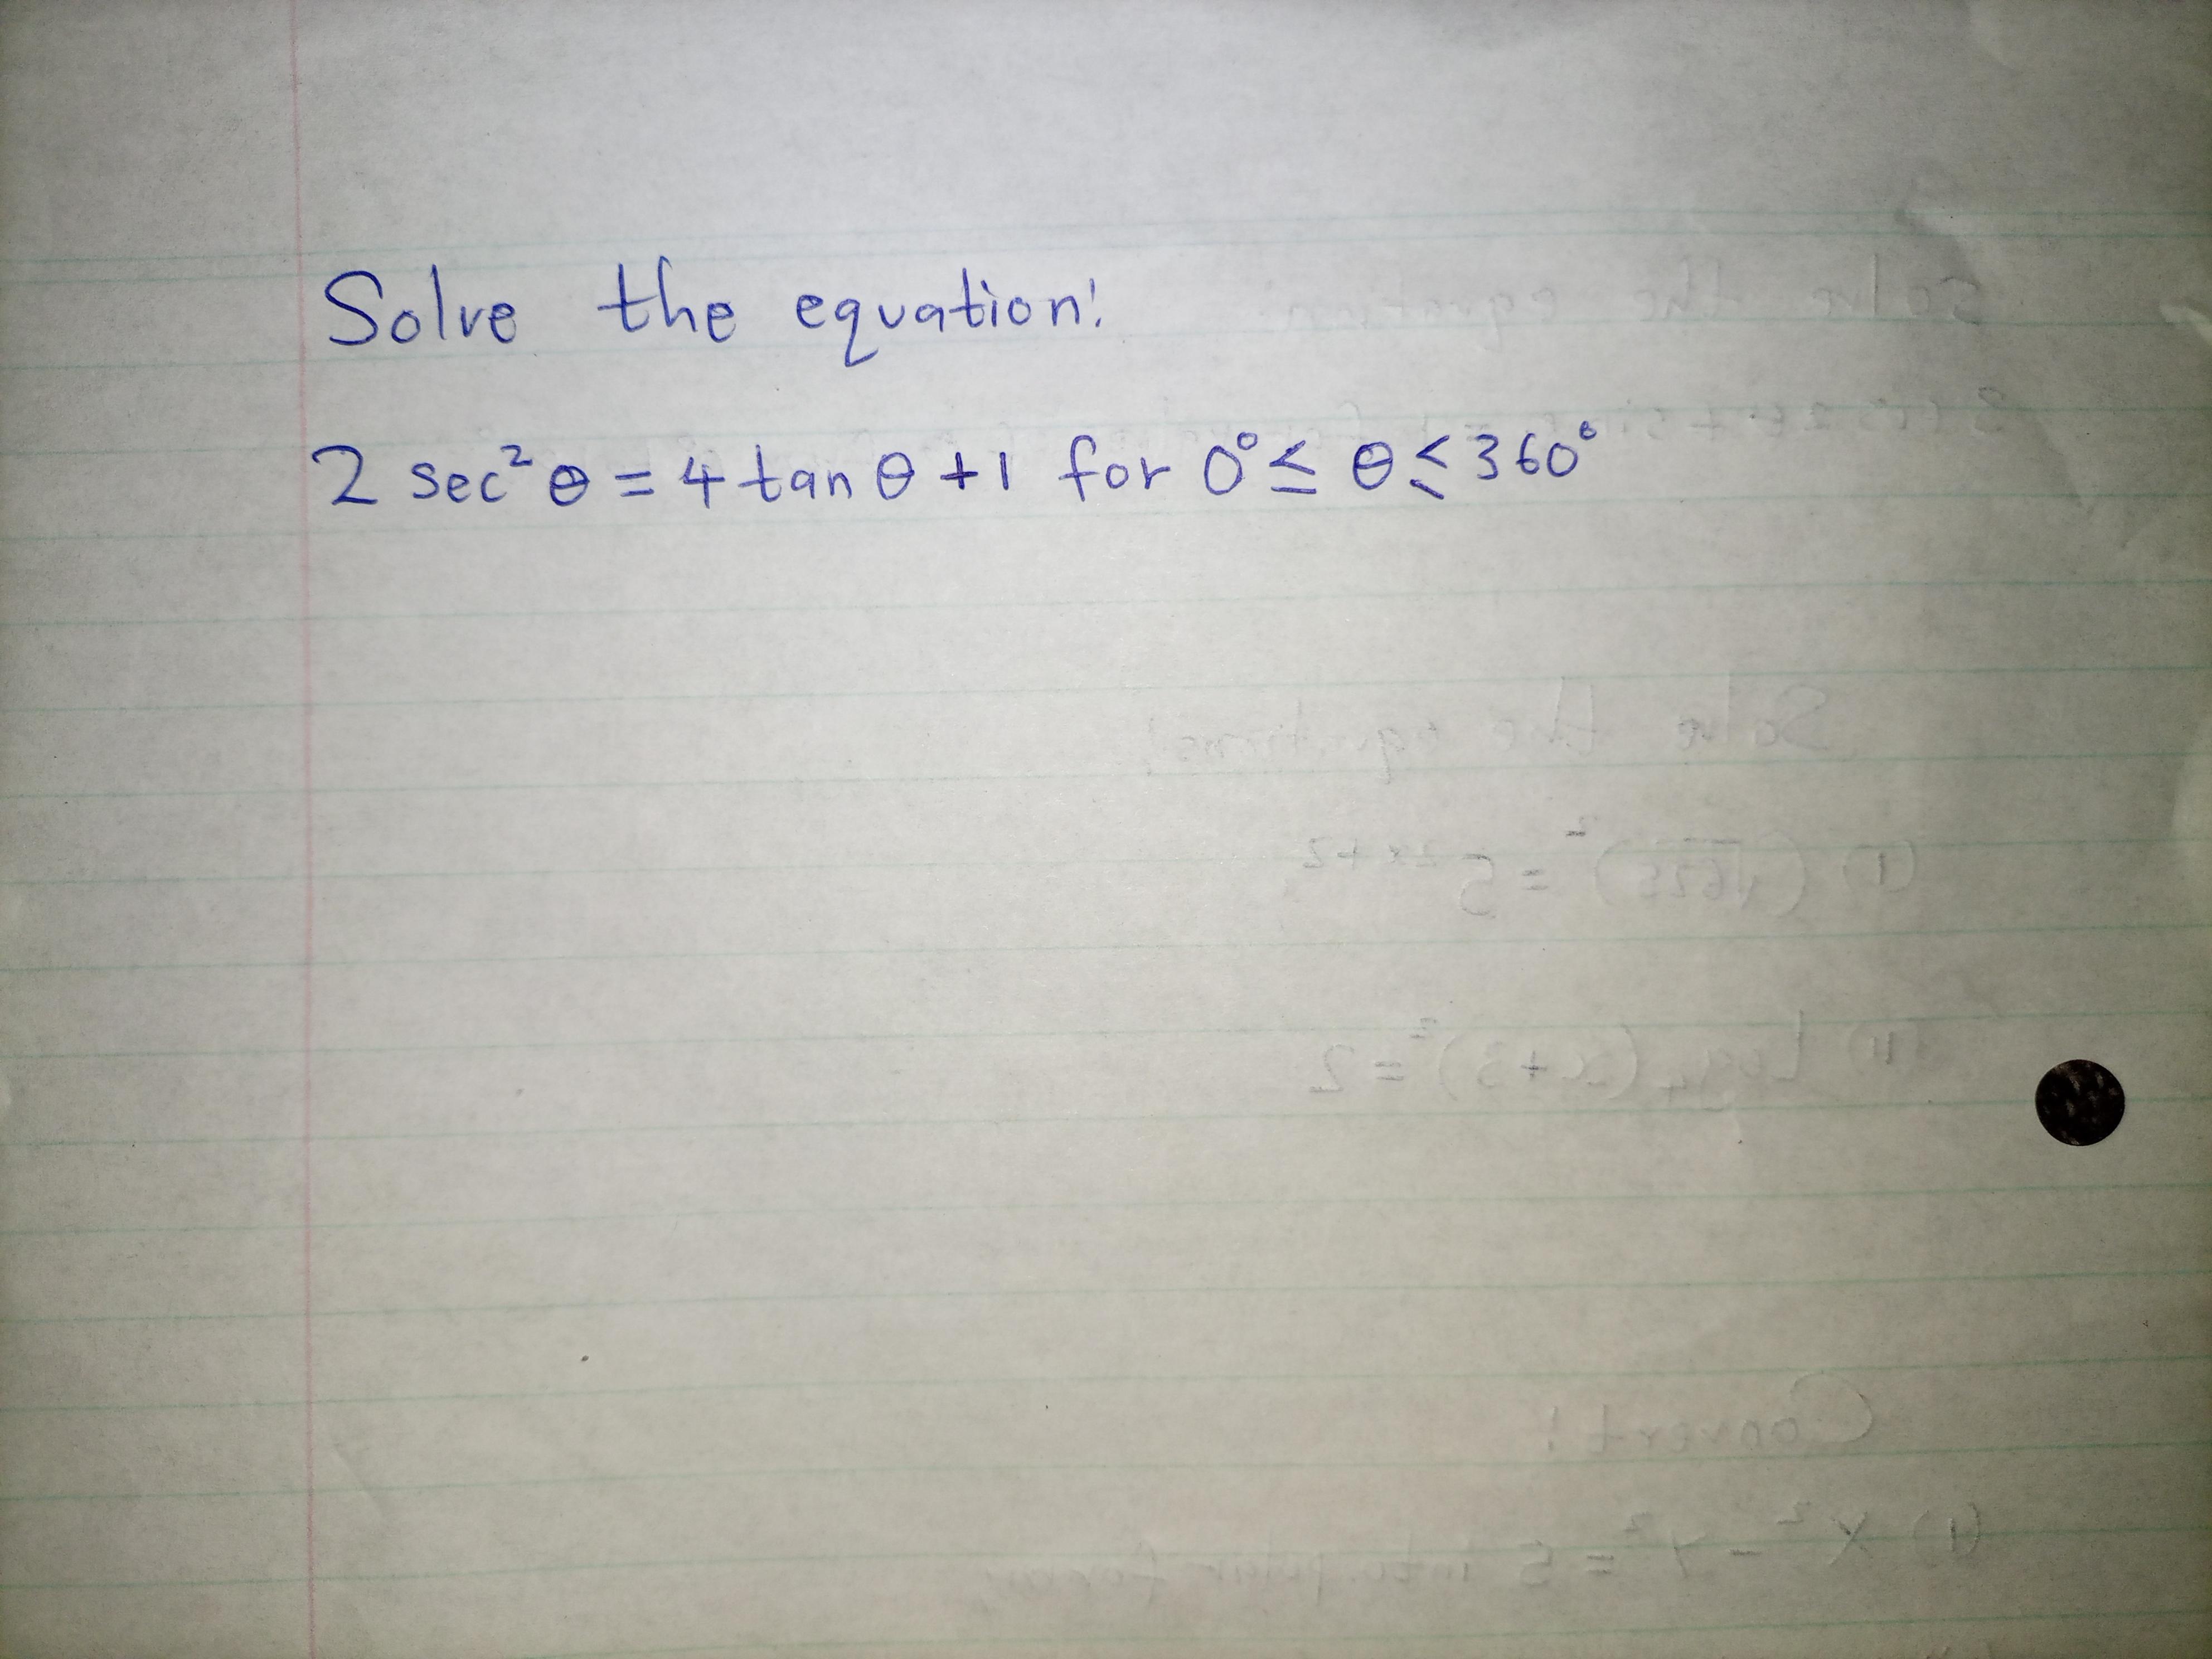 Solve the equation:
2 sec² θ = 4 tan θ + 1 for 0° ≤ θ ≤ 360°